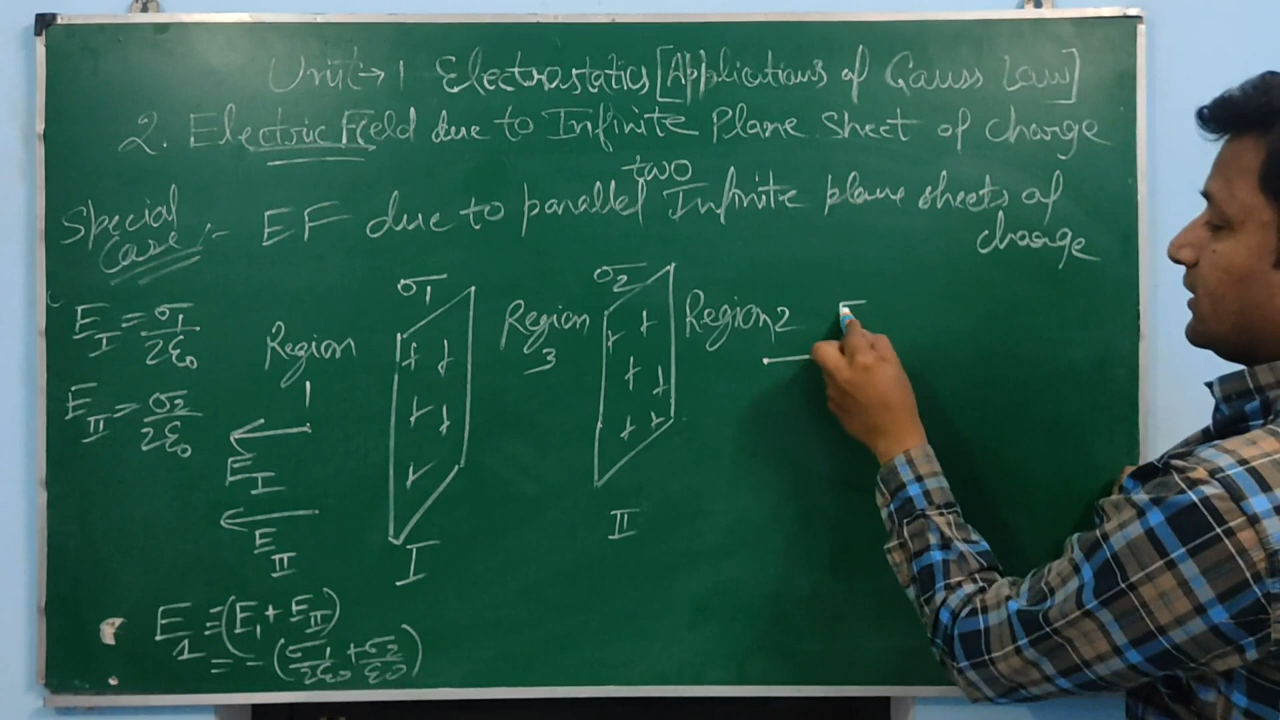 Unit → 1 Electrostatics [Applications of Gauss Law]
2. Electric Field due to Infinite Plane Sheet of charge
Special Case :- EF due to parallel two Infinite plane sheets of charge
E_I = σ1/2ε0
E_II = σ2/2ε0
Region 1
E_I
E_II
σ1
+ + + + +
I
Region 3
σ2
+ + + + + +
II
Region 2
E_1 = -(E_1 + E_II)
= -(σ1/2ε0 + σ2/ε0)